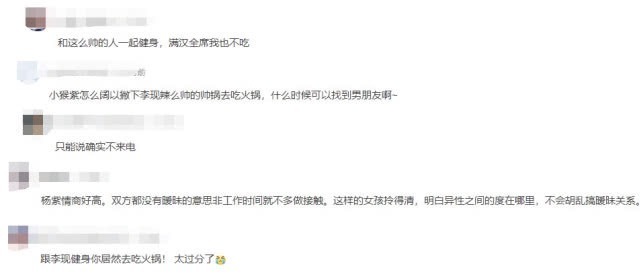 和这么帅的人一起健身，满汉全席我也不吃
小猴紫怎么阔以撇下李现辣么帅的帅锅去吃火锅，什么时候可以找到男朋友啊~
只能说确实不来电
杨紫情商好高。双方都没有暧昧的意思非工作时间就不多做接触。这样的女孩拎得清，明白异性之间的度在哪里，不会胡乱搞暧昧关系。
跟李现健身你居然去吃火锅！ 太过分了